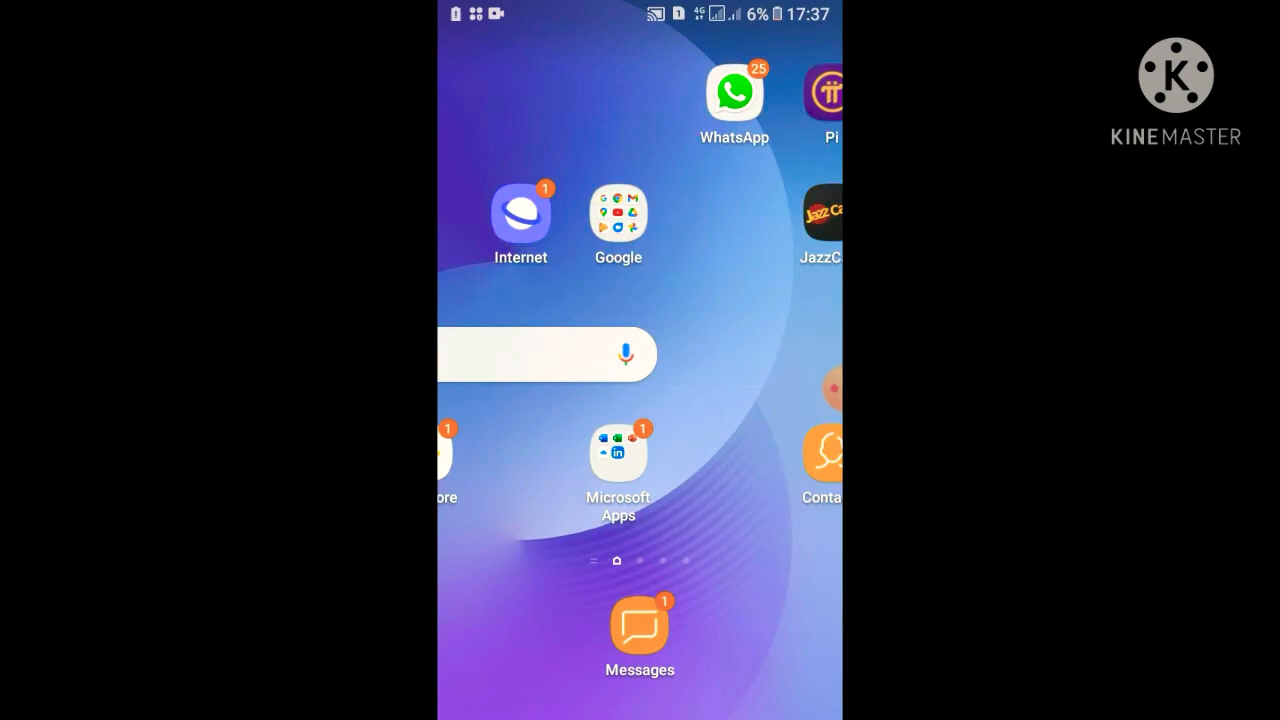 4G 6% 17:37
KINEMASTER
25
WhatsApp
Pi
1
Internet
Google
JazzC
1
1
ore
Microsoft
Apps
Conta
1
Messages